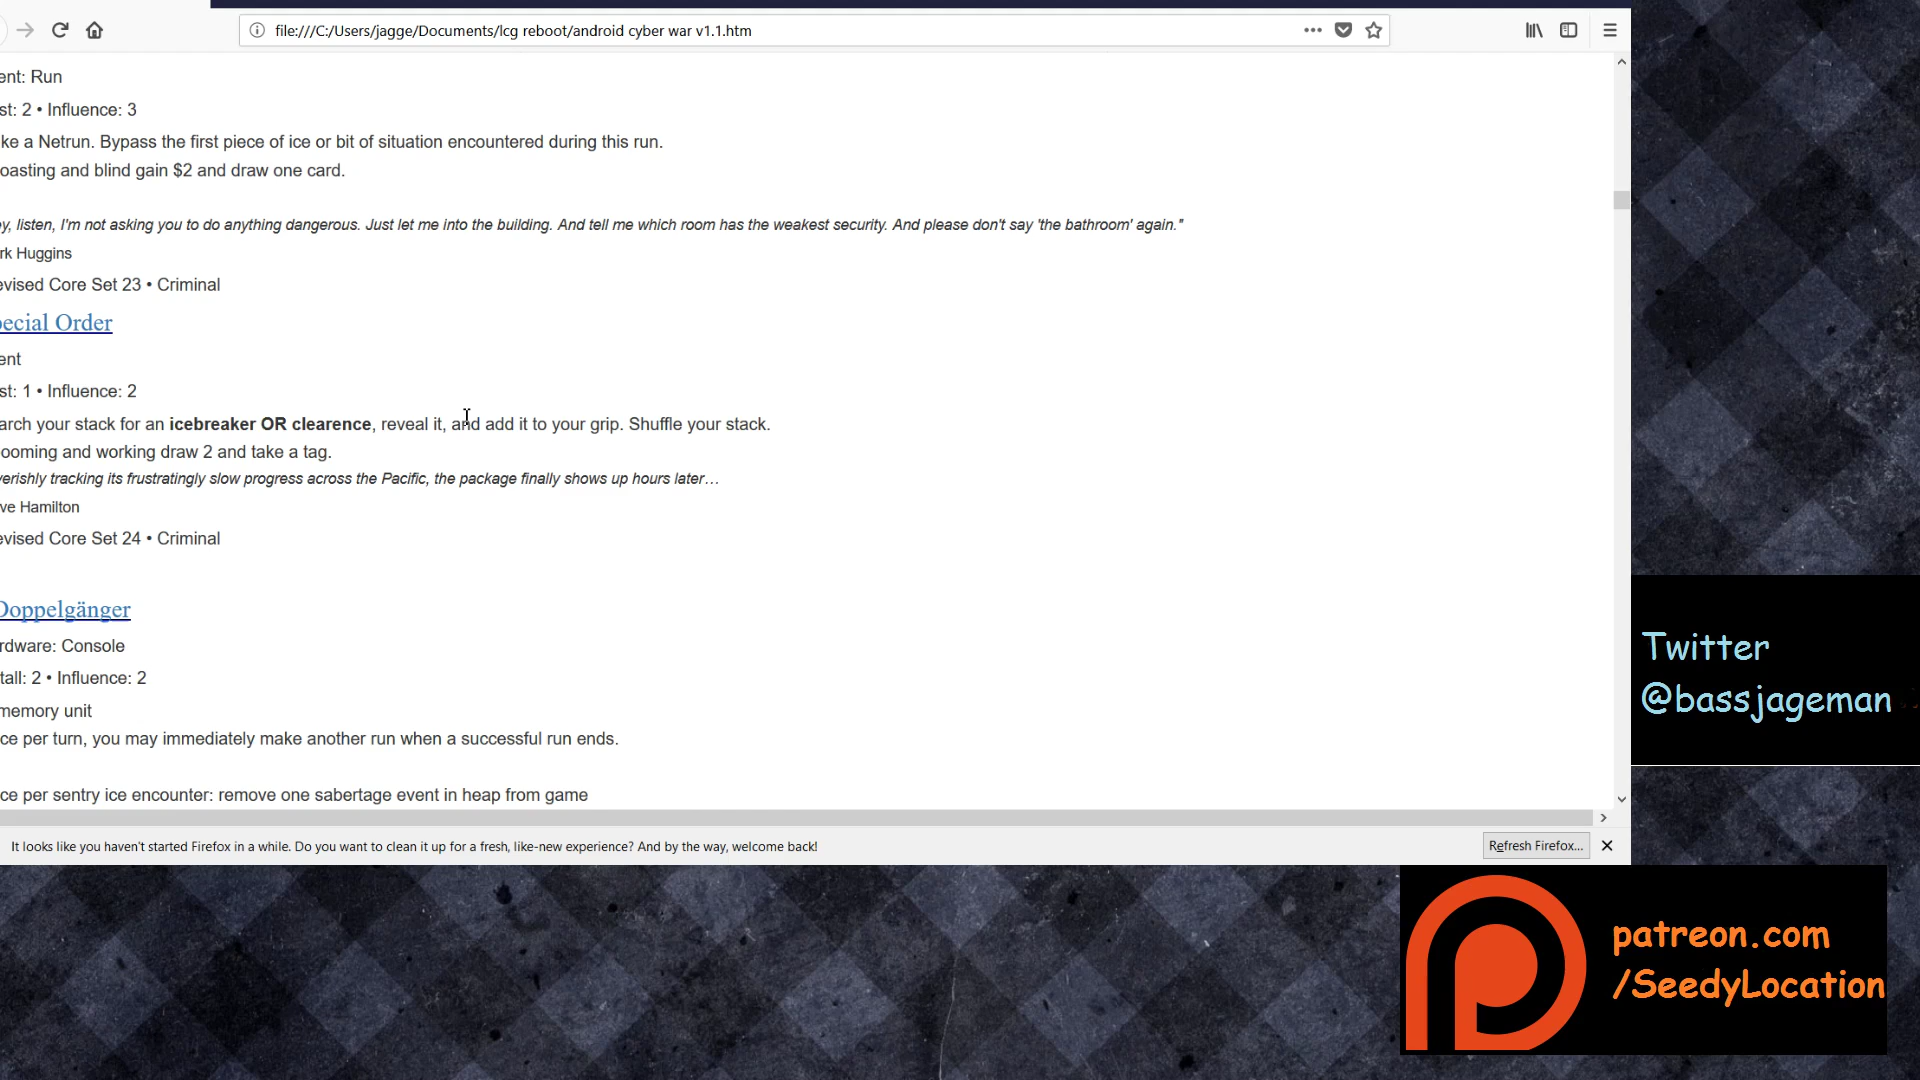 file:///C:/Users/jagge/Documents/lcg reboot/android cyber war v1.1.htm
ent: Run
st: 2 • Influence: 3
ke a Netrun. Bypass the first piece of ice or bit of situation encountered during this run.
oasting and blind gain $2 and draw one card.
y, listen, I'm not asking you to do anything dangerous. Just let me into the building. And tell me which room has the weakest security. And please don't say 'the bathroom' again."
rk Huggins
evised Core Set 23 • Criminal
pecial Order
ent
st: 1 • Influence: 2
arch your stack for an icebreaker OR clearence, reveal it, and add it to your grip. Shuffle your stack.
ooming and working draw 2 and take a tag.
verishly tracking its frustratingly slow progress across the Pacific, the package finally shows up hours later…
ve Hamilton
evised Core Set 24 • Criminal
Doppelgänger
rdware: Console
tall: 2 • Influence: 2
memory unit
ce per turn, you may immediately make another run when a successful run ends.
ce per sentry ice encounter: remove one sabertage event in heap from game
It looks like you haven't started Firefox in a while. Do you want to clean it up for a fresh, like-new experience? And by the way, welcome back!
Refresh Firefox...
Twitter
@bassjageman
patreon.com
/SeedyLocation